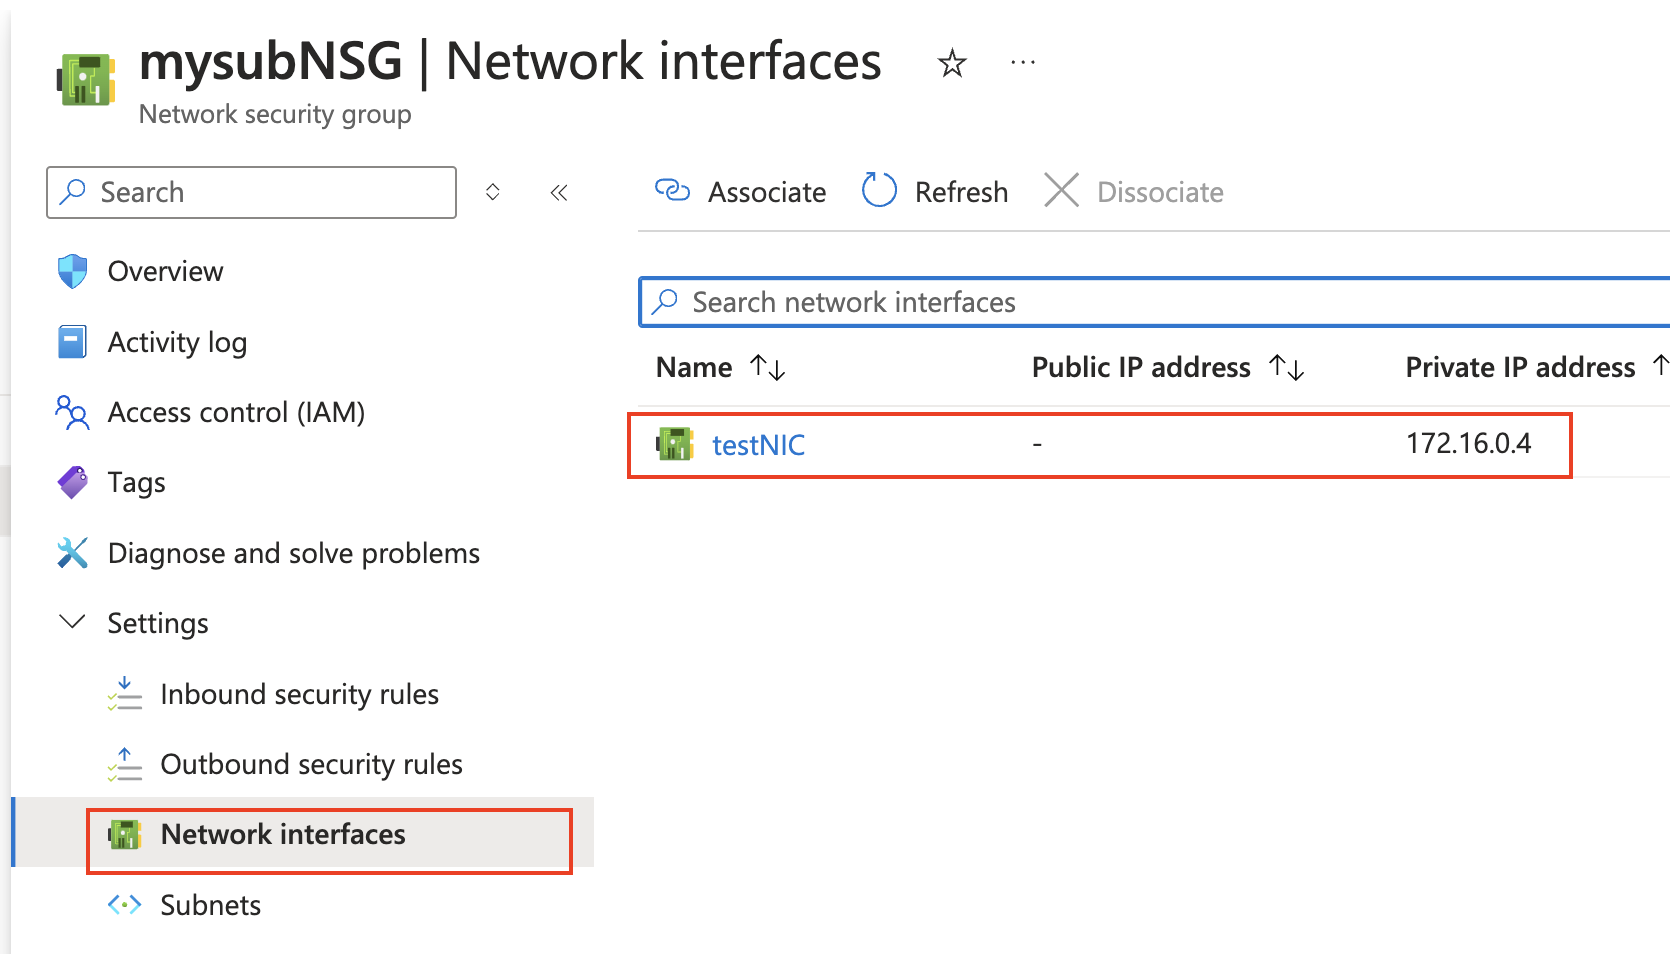 mysubNSG | Network interfaces
Network security group
Search
Associate Refresh Dissociate
Overview
Activity log
Access control (IAM)
Tags
Diagnose and solve problems
Settings
Inbound security rules
Outbound security rules
Network interfaces
Subnets
Search network interfaces
Name Public IP address Private IP address
testNIC - 172.16.0.4